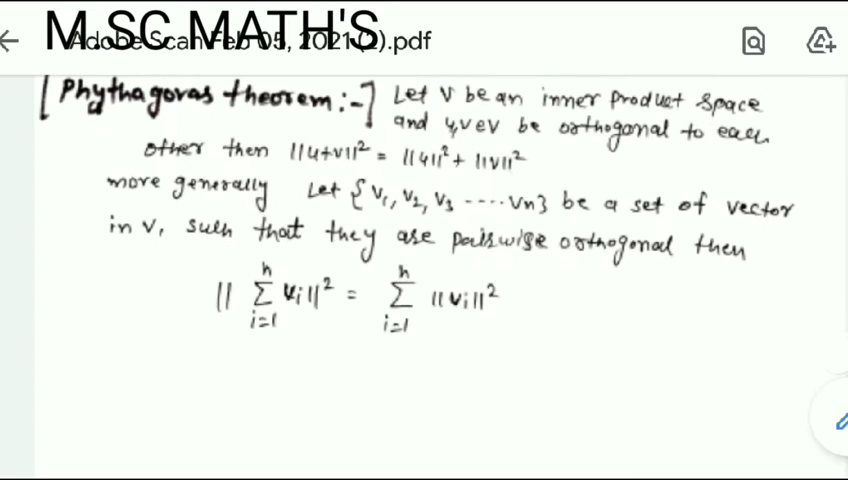 M.SC MATH'S
Adobe Scan Feb 05, 2021 (2).pdf
[Phythagoras theorem:-] Let V be an inner product space
and u,v∈V be orthogonal to each
other then ||u+v||² = ||u||² + ||v||²
more generally Let {v₁, v₂, v₃ ----- vn} be a set of vector
in V, such that they are pairwise orthogonal then
|| n∑i=1 vi||² = n∑i=1 ||vi||²